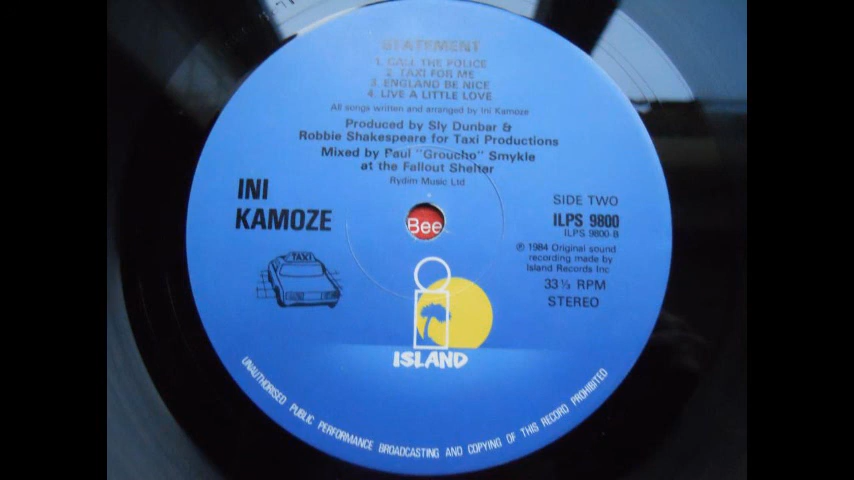 STATEMENT
1. CALL THE POLICE
2. TAXI FOR ME
3. ENGLAND BE NICE
4. LIVE A LITTLE LOVE
All songs written and arranged by Ini Kamoze
Produced by Sly Dunbar &
Robbie Shakespeare for Taxi Productions
Mixed by Paul "Groucho" Smykle
at the Fallout Shelter
Rydim Music Ltd
INI
KAMOZE
Bee
SIDE TWO
ILPS 9800
ILPS 9800-B
℗ 1984 Original sound
recording made by
Island Records Inc
33⅓ RPM
STEREO
TAXI
ISLAND
UNAUTHORISED PUBLIC PERFORMANCE BROADCASTING AND COPYING OF THIS RECORD PROHIBITED